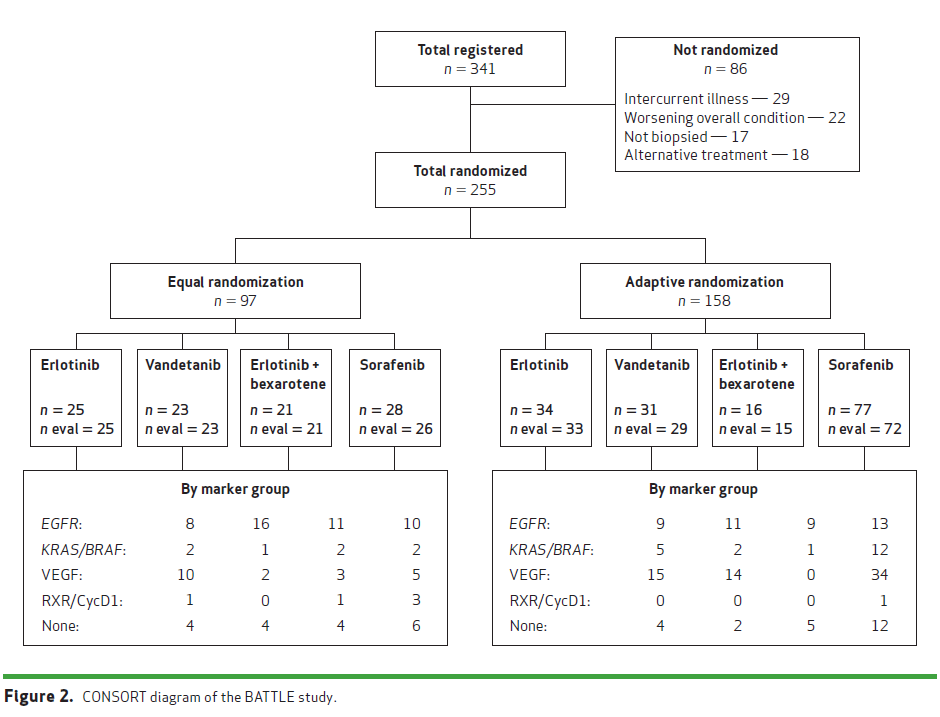 Total registered
n = 341
Not randomized
n = 86
Intercurrent illness — 29
Worsening overall condition — 22
Not biopsied — 17
Alternative treatment — 18
Total randomized
n = 255
Equal randomization
n = 97
Adaptive randomization
n = 158
Erlotinib
n = 25
n eval = 25
Vandetanib
n = 23
n eval = 23
Erlotinib +
bexarotene
n = 21
n eval = 21
Sorafenib
n = 28
n eval = 26
Erlotinib
n = 34
n eval = 33
Vandetanib
n = 31
n eval = 29
Erlotinib +
bexarotene
n = 16
n eval = 15
Sorafenib
n = 77
n eval = 72
By marker group
EGFR: 8 16 11 10
KRAS/BRAF: 2 1 2 2
VEGF: 10 2 3 5
RXR/CycD1: 1 0 1 3
None: 4 4 4 6
By marker group
EGFR: 9 11 9 13
KRAS/BRAF: 5 2 1 12
VEGF: 15 14 0 34
RXR/CycD1: 0 0 0 1
None: 4 2 5 12
Figure 2. CONSORT diagram of the BATTLE study.